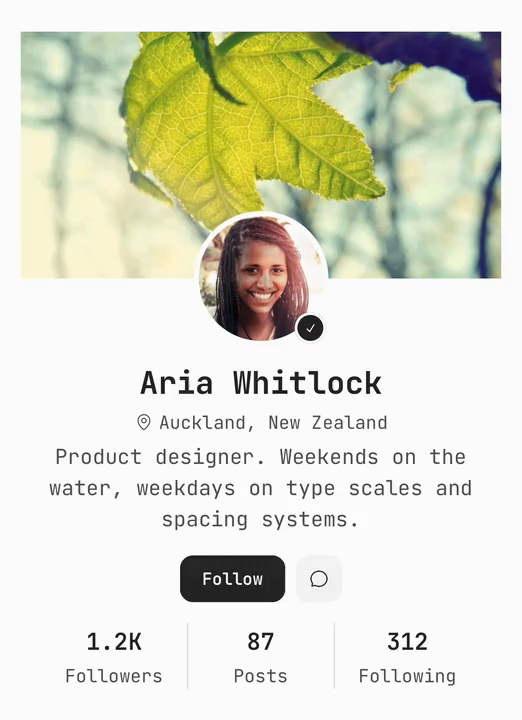 Aria Whitlock
Auckland, New Zealand
Product designer. Weekends on the
water, weekdays on type scales and
spacing systems.
Follow
1.2K 87 312
Followers Posts Following